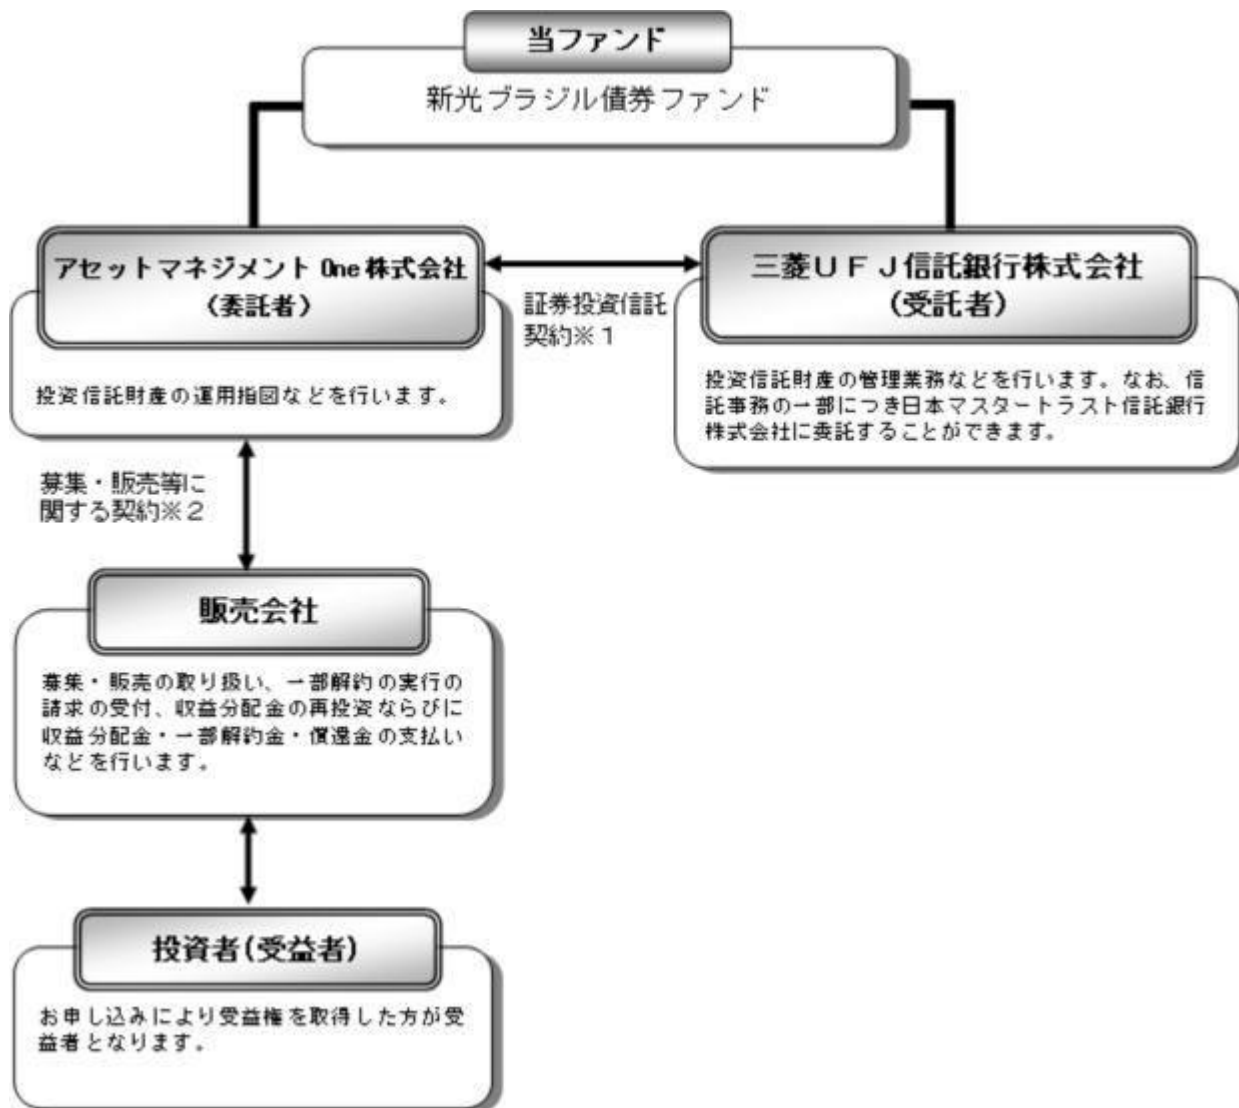 当ファンド
新光ブラジル債券ファンド
アセットマネジメントOne株式会社
（委託者）
投資信託財産の運用指図などを行います。
証券投資信託
契約※１
三菱ＵＦＪ信託銀行株式会社
（受託者）
投資信託財産の管理業務などを行います。なお、信
託事務の一部につき日本マスタートラスト信託銀行
株式会社に委託することができます。
募集・販売等に
関する契約※２
販売会社
募集・販売の取り扱い、一部解約の実行の
請求の受付、収益分配金の再投資ならびに
収益分配金・一部解約金・償還金の支払い
などを行います。
投資者（受益者）
お申し込みにより受益権を取得した方が受
益者となります。